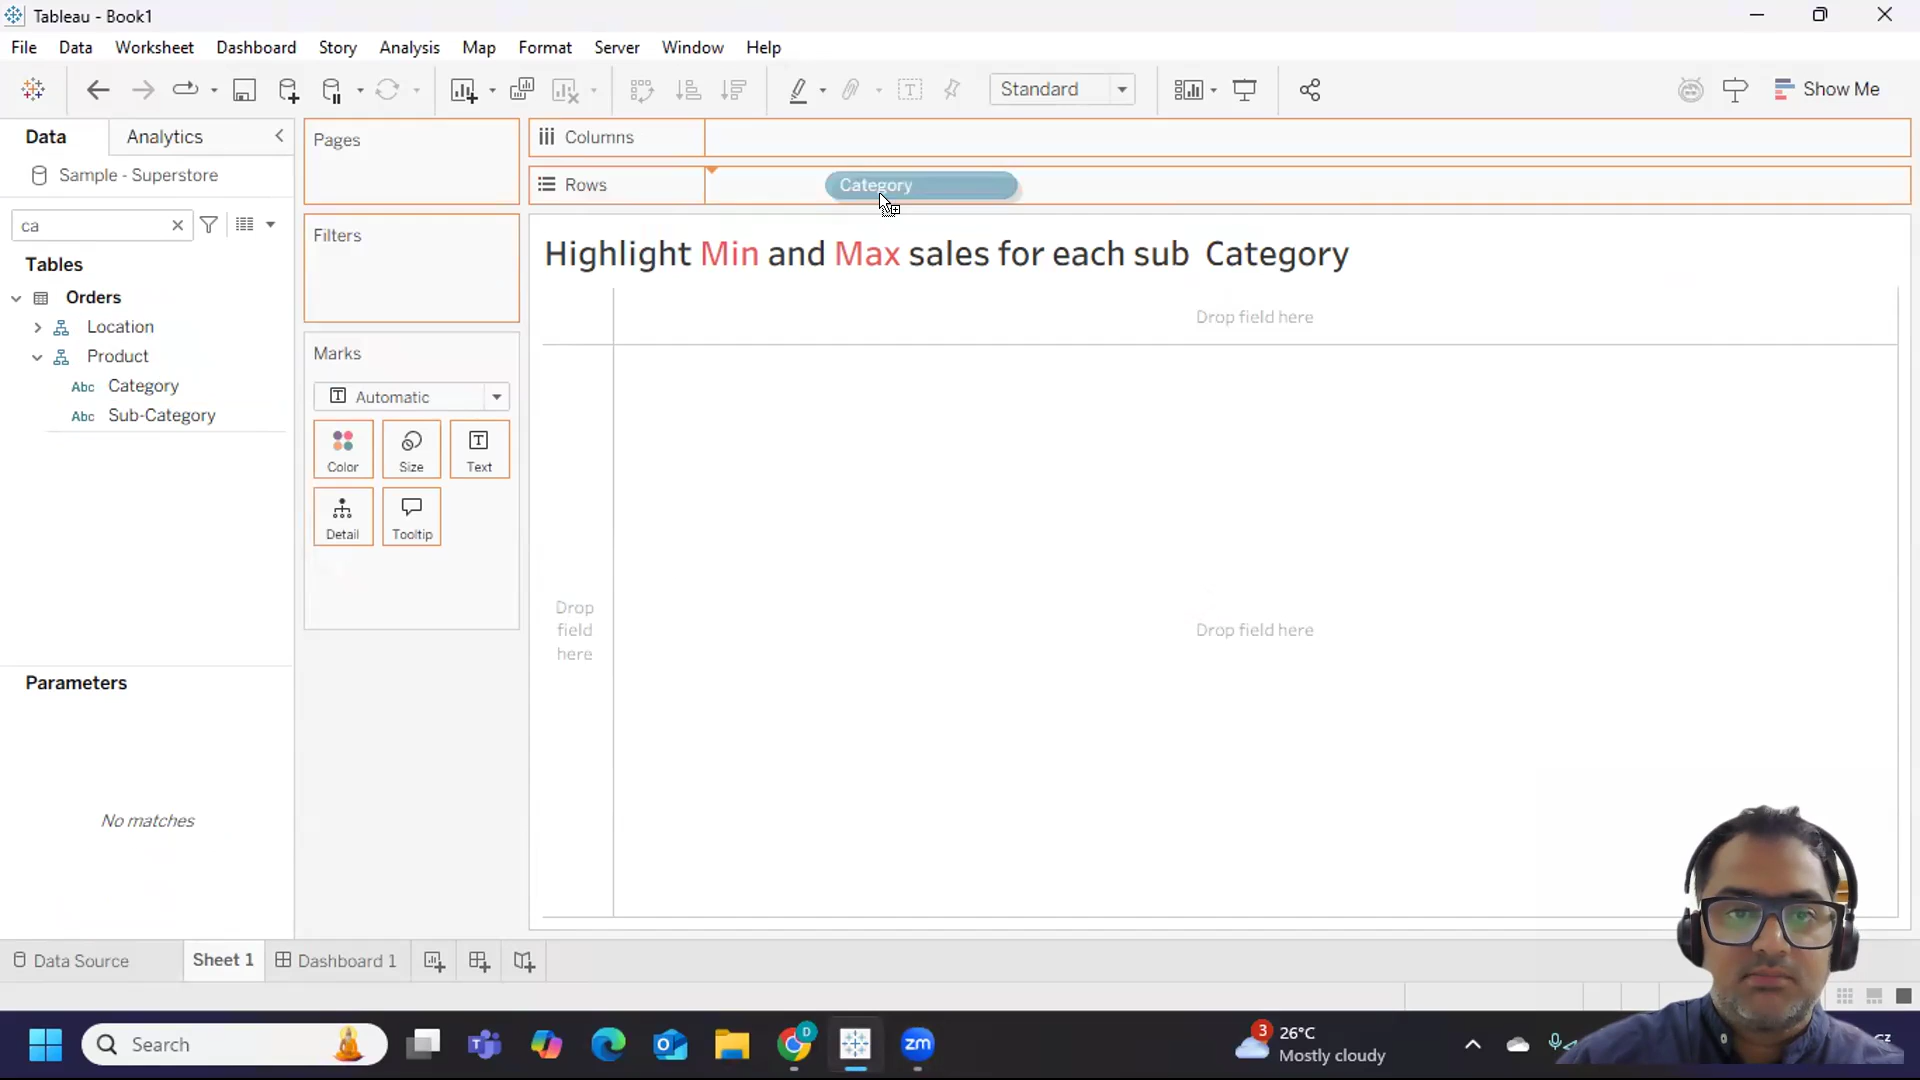 Tableau - Book1
File Data Worksheet Dashboard Story Analysis Map Format Server Window Help
Standard
Show Me
Data Analytics
Sample - Superstore
ca
Tables
Orders
Location
Product
Abc Category
Abc Sub-Category
Parameters
No matches
Pages
Filters
Marks
Automatic
Color Size Text
Detail Tooltip
Columns
Rows
Category
Highlight Min and Max sales for each sub Category
Drop field here
Drop
field
here
Drop field here
Data Source Sheet 1 Dashboard 1
Search
zm
3
26°C
Mostly cloudy